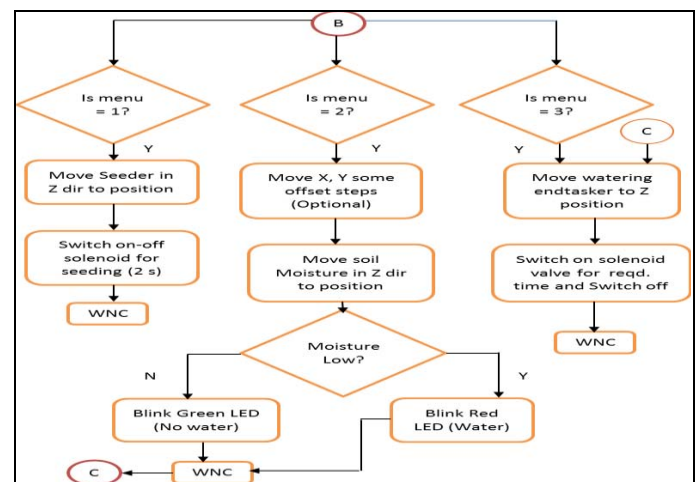 B
Is menu
= 1?
Is menu
= 2?
Is menu
= 3?
C
Y
Y
Y
Move Seeder in
Z dir to position
Move X, Y some
offset steps
(Optional)
Move watering
endtasker to Z
position
Switch on-off
solenoid for
seeding (2 s)
Move soil
Moisture in Z dir
to position
Switch on solenoid
valve for reqd.
time and Switch off
WNC
WNC
Moisture
Low?
N
Y
Blink Green LED
(No water)
Blink Red
LED (Water)
C
WNC